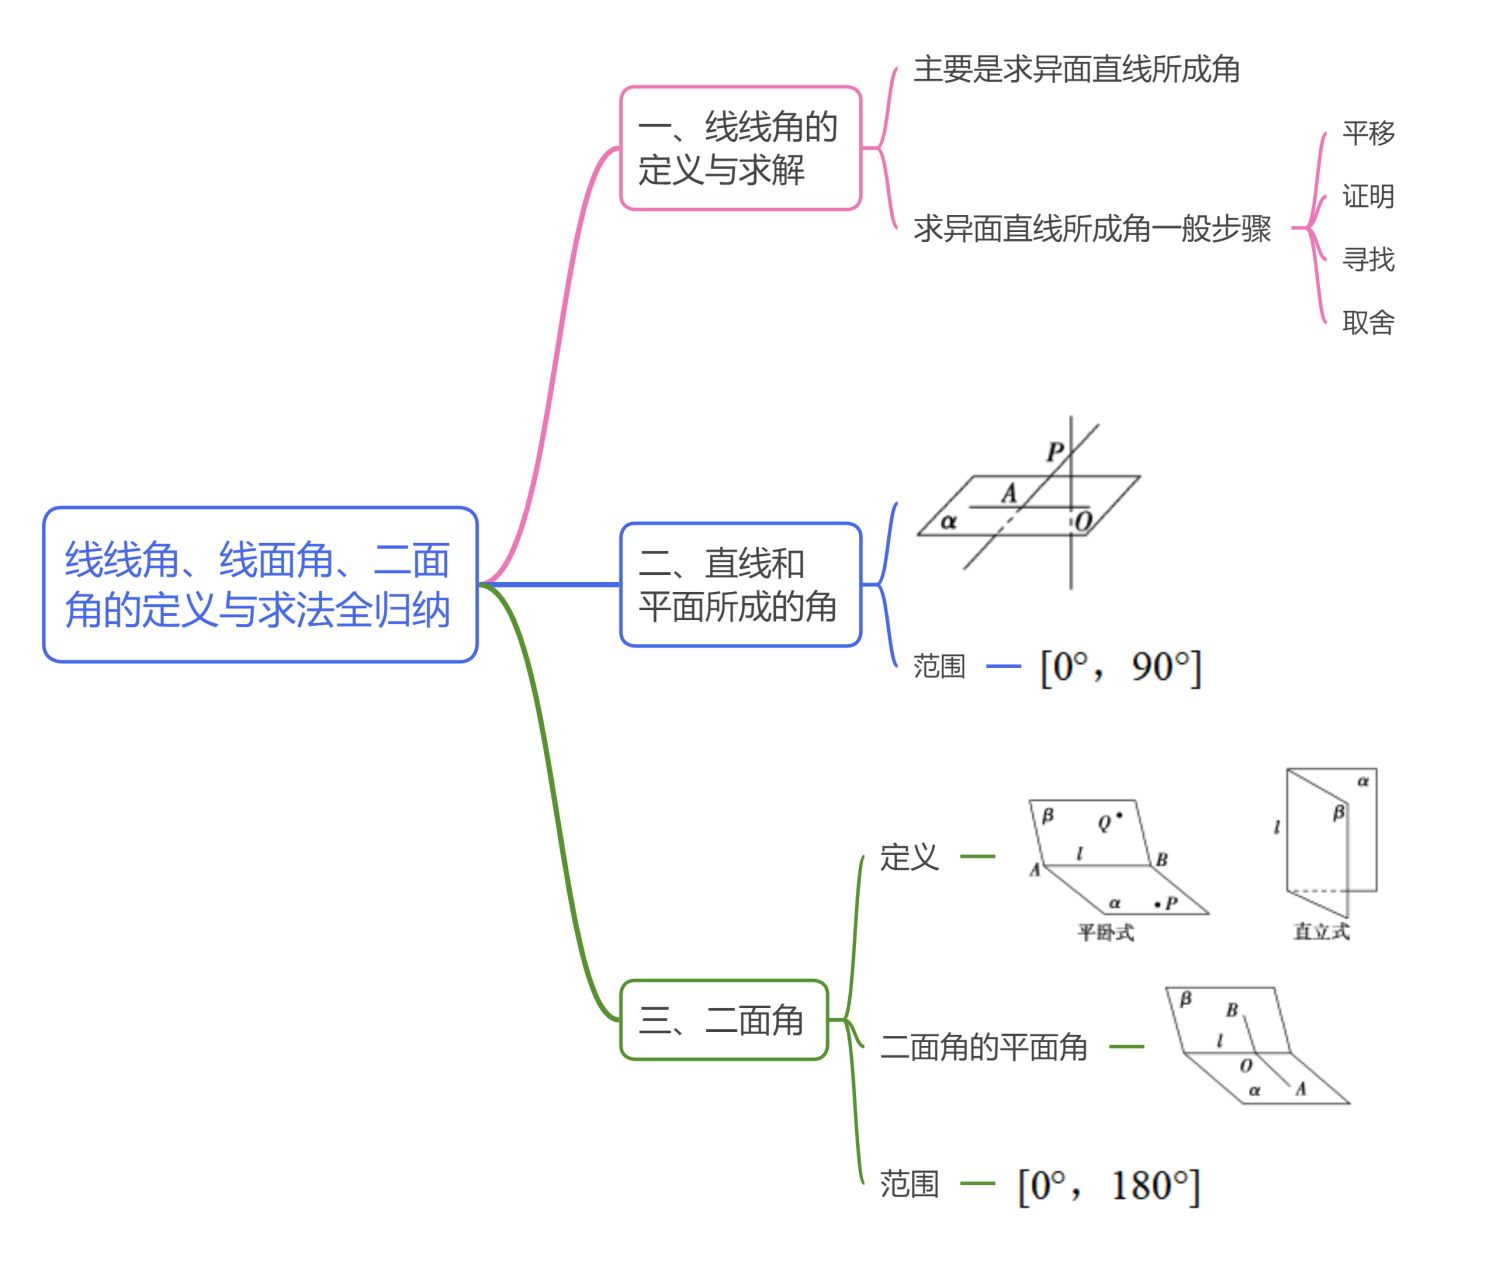 线线角、线面角、二面
角的定义与求法全归纳
一、线线角的
定义与求解
主要是求异面直线所成角
求异面直线所成角一般步骤
平移
证明
寻找
取舍
二、直线和
平面所成的角
P
A
α
O
范围
[0°，90°]
三、二面角
定义
β
Q
l
A
B
α
P
平卧式
α
β
l
直立式
二面角的平面角
β
B
l
O
α
A
范围
[0°，180°]